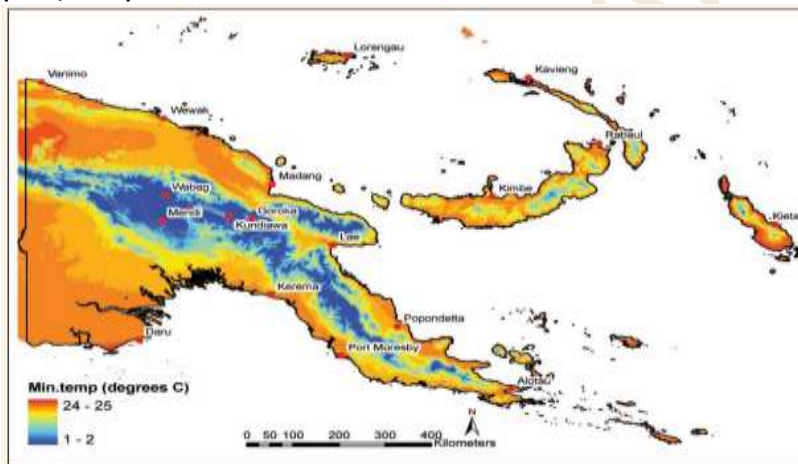 Lorengau
Vanimo
Kavieng
Wewak
Rabaul
Madang
Wabag
Kimbe
Mendi
Goroka
Kundiawa
Kieta
Lae
Kerema
Popondetta
Daru
Port Moresby
Alotau
Min.temp (degrees C)
24 - 25
1 - 2
N
0 50 100 200 300 400
Kilometers